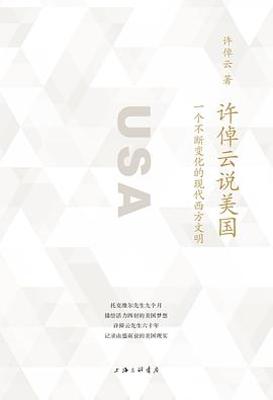 许倬云 著
许倬云说美国
一个不断变化的现代西方文明
USA
托克维尔先生九个月
描绘活力四射的美国梦想
许倬云先生六十年
记录由盛而衰的美国现实
上海三联书店